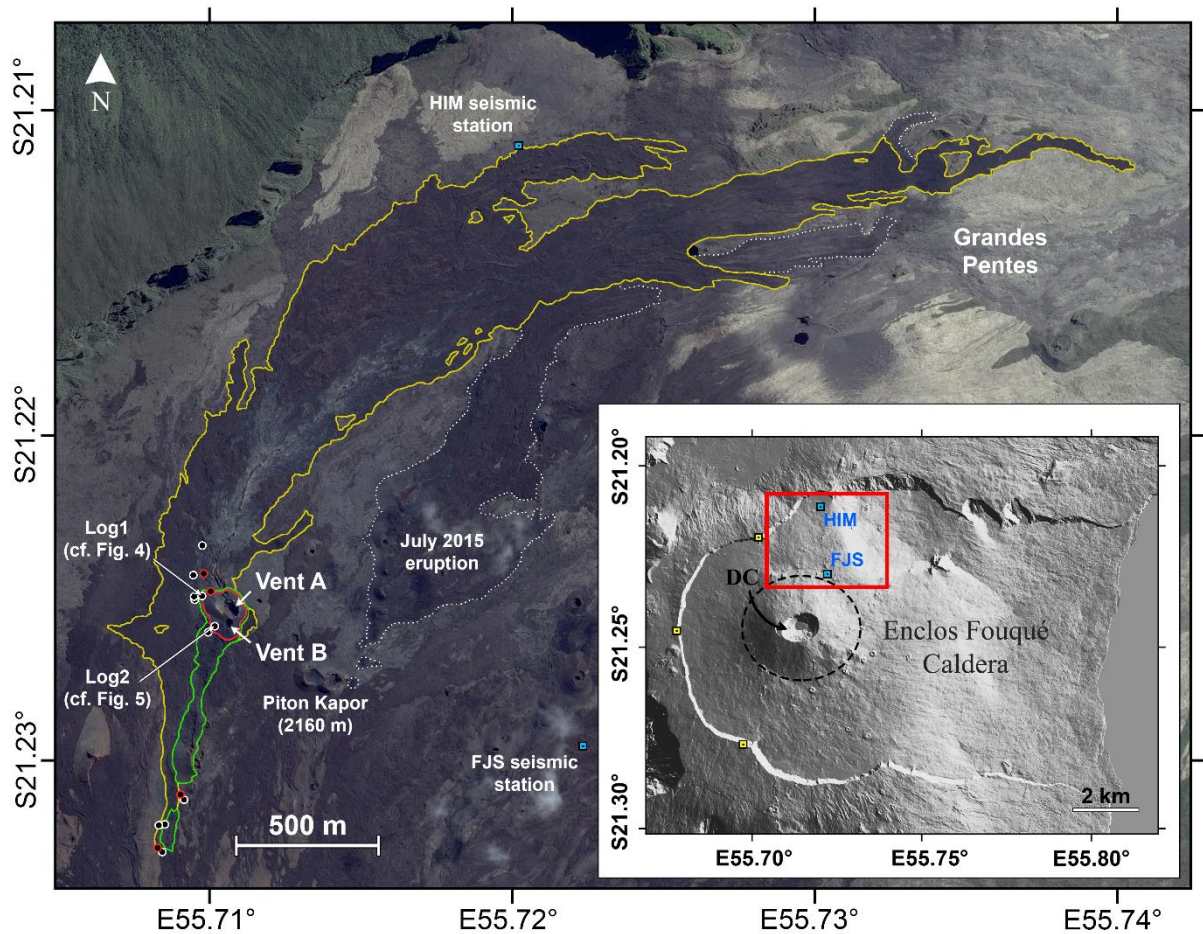 N
HIM seismic
station
Grandes
Pentes
Log1
(cf. Fig. 4)
Vent A
July 2015
eruption
Vent B
Log2
(cf. Fig. 5)
Piton Kapor
(2160 m)
FJS seismic
station
500 m
S21.21°
S21.222°
S21.23°
E55.71°
E55.72°
E55.73°
E55.74°
HIM
FJS
DC
Enclos Fouqué
Caldera
2 km
S21.20°
S21.25°
S21.30°
E55.70°
E55.75°
E55.80°